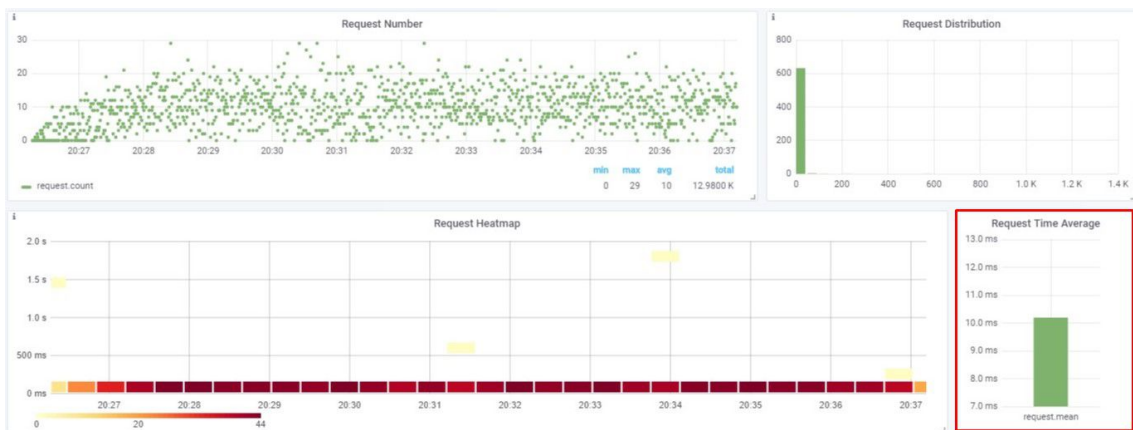 Request Number
30
20
10
0
20:27 20:28 20:29 20:30 20:31 20:32 20:33 20:34 20:35 20:36 20:37
min max avg total
request.count 0 29 10 12.9800 K
Request Distribution
800
600
400
200
0
0 200 400 600 800 1.0 K 1.2 K 1.4 K
Request Heatmap
2.0 s
1.5 s
1.0 s
500 ms
0 ms
20:27 20:28 20:29 20:30 20:31 20:32 20:33 20:34 20:35 20:36 20:37
0 20 44
Request Time Average
13.0 ms
12.0 ms
11.0 ms
10.0 ms
9.0 ms
8.0 ms
7.0 ms
request.mean